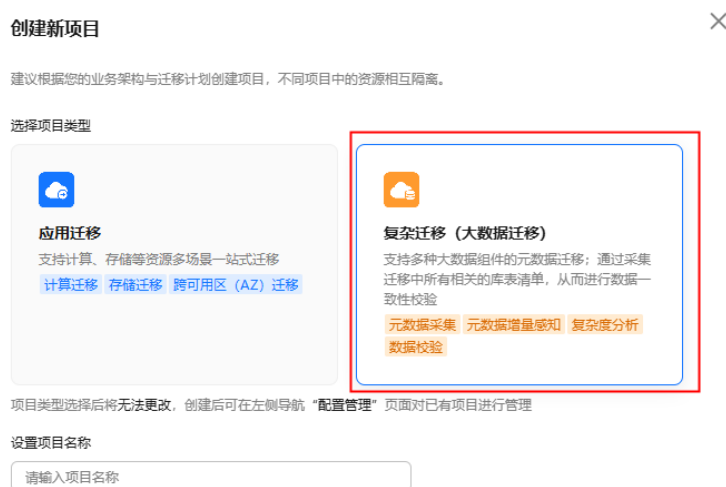 创建新项目
建议根据您的业务架构与迁移计划创建项目，不同项目中的资源相互隔离。
选择项目类型
应用迁移
支持计算、存储等资源多场景一站式迁移
计算迁移 存储迁移 跨可用区（AZ）迁移
复杂迁移（大数据迁移）
支持多种大数据组件的元数据迁移；通过采集
迁移中所有相关的库表清单，从而进行数据一
致性校验
元数据采集 元数据增量感知 复杂度分析
数据校验
项目类型选择后将无法更改，创建后可在左侧导航“配置管理”页面对已有项目进行管理
设置项目名称
请输入项目名称